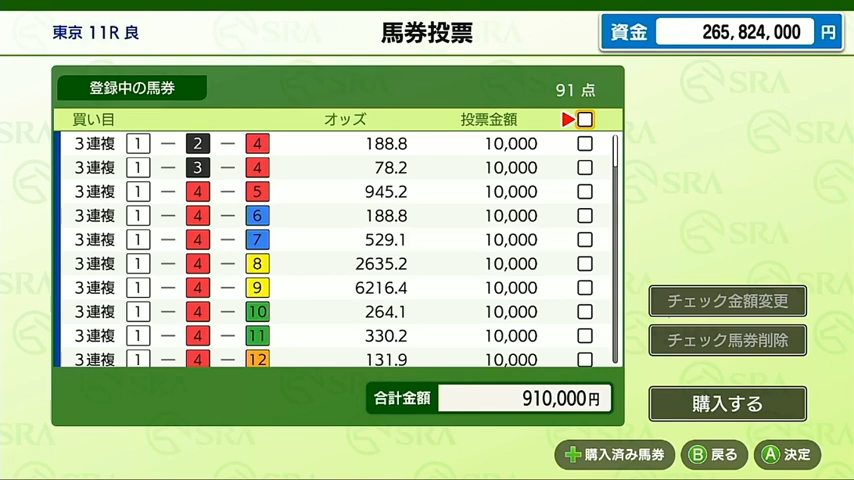 東京 11R 良
馬券投票
資金 265,824,000 円
登録中の馬券
91 点
買い目 オッズ 投票金額
3連複 1 - 2 - 4 188.8 10,000
3連複 1 - 3 - 4 78.2 10,000
3連複 1 - 4 - 5 945.2 10,000
3連複 1 - 4 - 6 188.8 10,000
3連複 1 - 4 - 7 529.1 10,000
3連複 1 - 4 - 8 2635.2 10,000
3連複 1 - 4 - 9 6216.4 10,000
3連複 1 - 4 - 10 264.1 10,000
3連複 1 - 4 - 11 330.2 10,000
3連複 1 - 4 - 12 131.9 10,000
チェック金額変更
チェック馬券削除
合計金額 910,000円
購入する
購入済み馬券 B 戻る A 決定
SRA